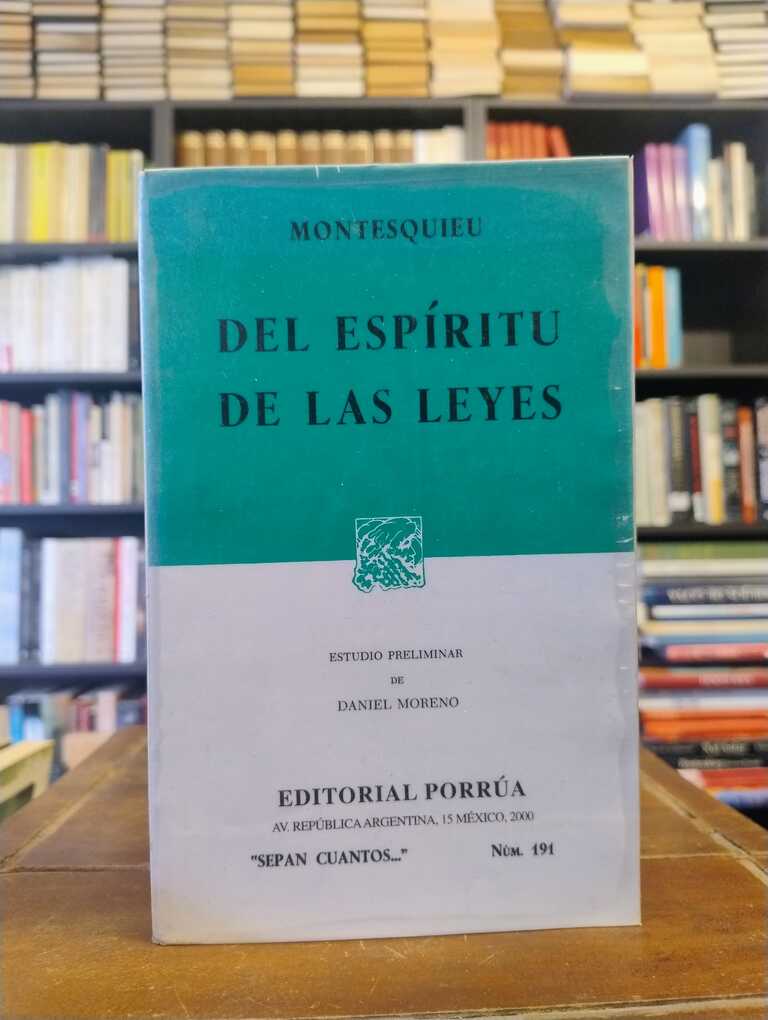 MONTESQUIEU
DEL ESPÍRITU
DE LAS LEYES
ESTUDIO PRELIMINAR
DE
DANIEL MORENO
EDITORIAL PORRÚA
AV. REPÚBLICA ARGENTINA, 15 MÉXICO, 2000
"SEPAN CUANTOS..." NÚM. 191